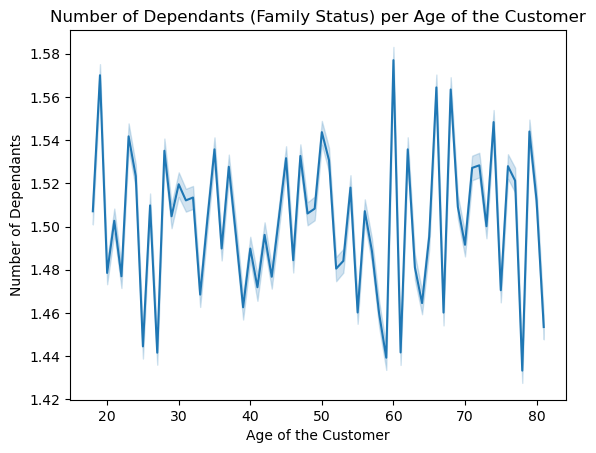 Number of Dependants (Family Status) per Age of the Customer
1.58
1.56
1.54
1.52
1.50
1.48
1.46
1.44
1.42
Number of Dependants
20 30 40 50 60 70 80
Age of the Customer